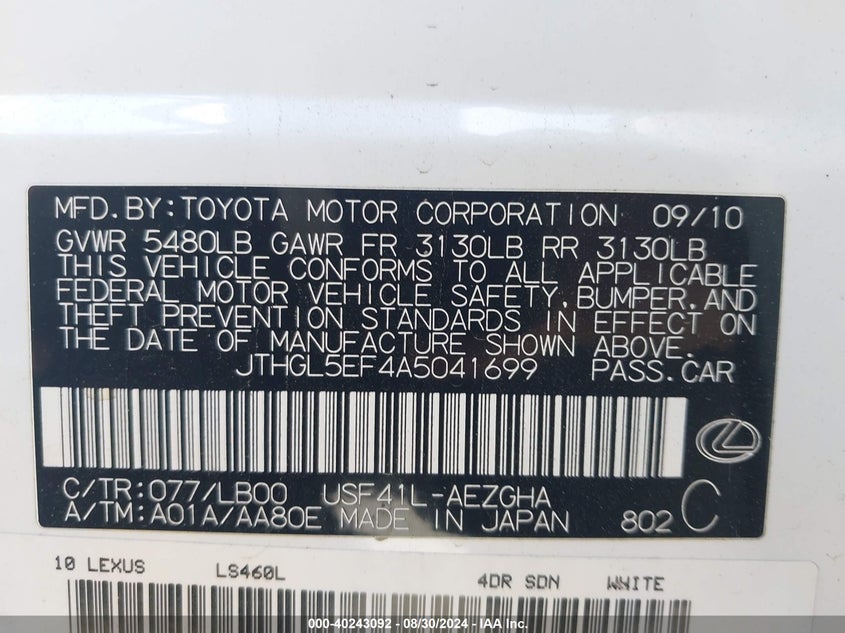 MFD.BY:TOYOTA MOTOR CORPORATION 09/10
GVWR 5480LB GAWR FR 3130LB RR 3130LB
THIS VEHICLE CONFORMS TO ALL APPLICABLE
FEDERAL MOTOR VEHICLE SAFETY,BUMPER,AND
THEFT PREVENTION STANDARDS IN EFFECT ON
THE DATE OF MANUFACTURE SHOWN ABOVE.
JTHGL5EF4A5041699 PASS.CAR
C/TR:077/LB00 USF41L-AEZGHA
A/TM:A01A/AA80E MADE IN JAPAN 802 C
10 LEXUS LS460L 4DR SDN WHITE
000-40243092 - 08/30/2024 - IAA Inc.